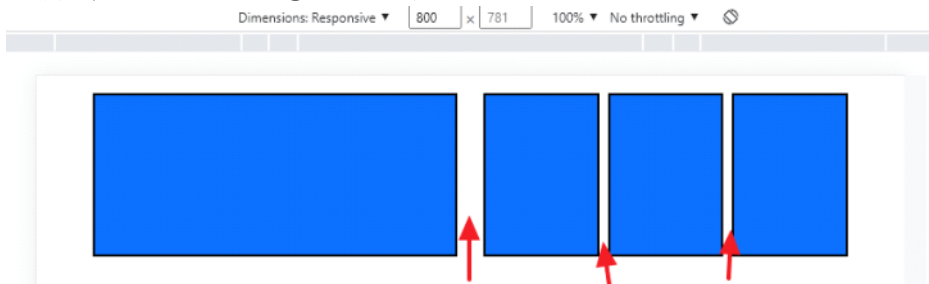 Dimensions: Responsive ▼ 800 × 781 100% ▼ No throttling ▼